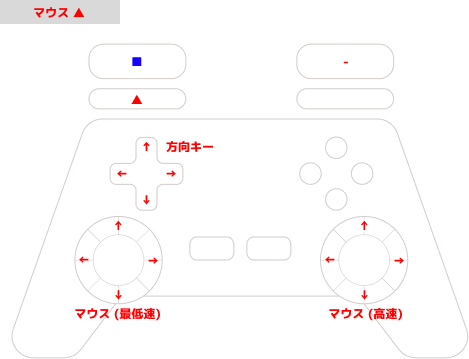 マウス ▲
■
-
▲
↑
方向キー
← →
↓
↑ ↑
← → ← →
↓ ↓
マウス (最低速) マウス (高速)